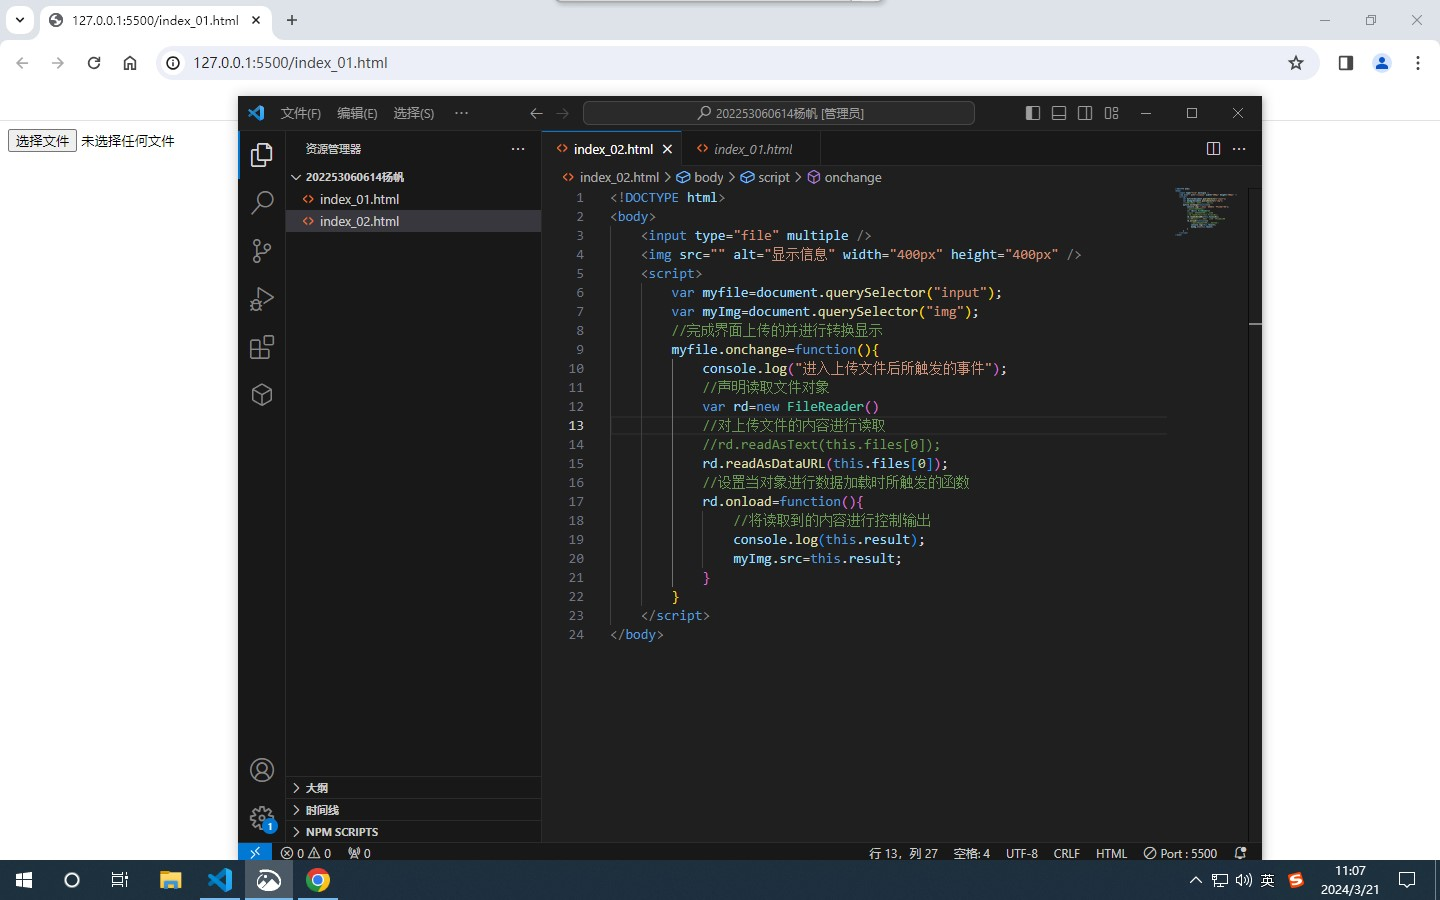 127.0.0.1:5500/index_01.html
127.0.0.1:5500/index_01.html
选择文件 未选择任何文件
文件(F) 编辑(E) 选择(S) ··· 202253060614杨帆 [管理员]
资源管理器 ···
202253060614杨帆
index_01.html
index_02.html
index_02.html index_01.html
index_02.html > body > script > onchange
1 <!DOCTYPE html>
2 <body>
3 <input type="file" multiple />
4 <img src="" alt="显示信息" width="400px" height="400px" />
5 <script>
6 var myfile=document.querySelector("input");
7 var myImg=document.querySelector("img");
8 //完成界面上传的并进行转换显示
9 myfile.onchange=function(){
10 console.log("进入上传文件后所触发的事件");
11 //声明读取文件对象
12 var rd=new FileReader()
13 //对上传文件的内容进行读取
14 //rd.readAsText(this.files[0]);
15 rd.readAsDataURL(this.files[0]);
16 //设置当对象进行数据加载时所触发的函数
17 rd.onload=function(){
18 //将读取到的内容进行控制输出
19 console.log(this.result);
20 myImg.src=this.result;
21 }
22 }
23 </script>
24 </body>
大纲
时间线
NPM SCRIPTS
1
0 0 0 行 13，列 27 空格: 4 UTF-8 CRLF HTML Port : 5500
英 11:07
2024/3/21